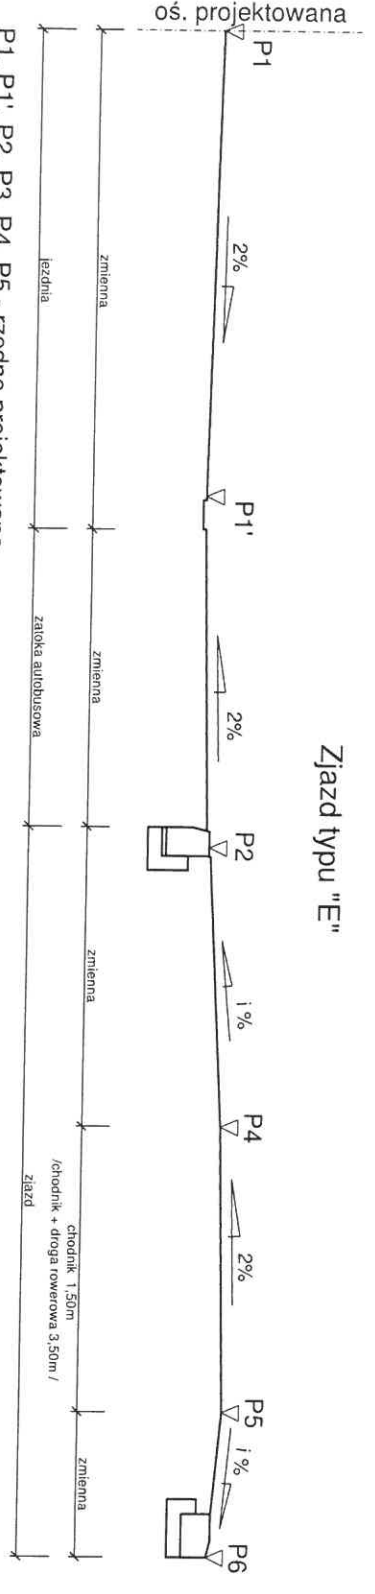 oś. projektowana
Zjazd typu "E"
P1
2%
P1'
2%
P2
i %
P4
2%
P5
i %
P6
zmienna
zmienna
zmienna
chodnik 1,50m
/chodnik + droga rowerowa 3,50m /
zmienna
jezdnia
zatoka autobusowa
zjazd
P1, P1', P2, P3, P4, P5 - rzędne projektowane